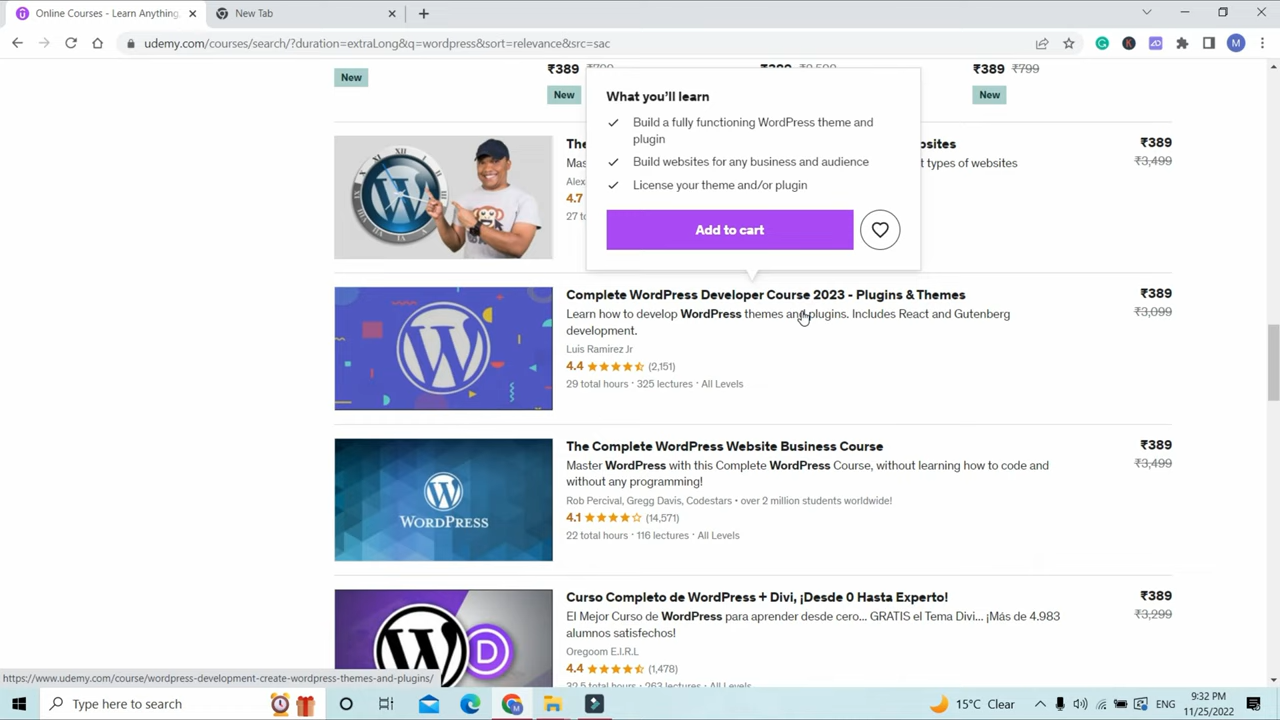 Online Courses - Learn Anything
New Tab
udemy.com/courses/search/?duration=extraLong&q=wordpress&sort=relevance&src=sac
M
₹389 ₹799
₹389
₹389 ₹799
New
New
New
What you'll learn
Build a fully functioning WordPress theme and
plugin
Build websites for any business and audience
License your theme and/or plugin
Add to cart
₹389
₹3,499
t types of websites
4.7
Complete WordPress Developer Course 2023 - Plugins & Themes
₹389
Learn how to develop WordPress themes and plugins. Includes React and Gutenberg
₹3,099
development.
Luis Ramirez Jr
4.4 (2,151)
29 total hours · 325 lectures · All Levels
The Complete WordPress Website Business Course
₹389
Master WordPress with this Complete WordPress Course, without learning how to code and
₹3,499
without any programming!
Rob Percival, Gregg Davis, Codestars • over 2 million students worldwide!
4.1 (14,571)
22 total hours · 116 lectures · All Levels
WORDPRESS
Curso Completo de WordPress + Divi, ¡Desde 0 Hasta Experto!
₹389
El Mejor Curso de WordPress para aprender desde cero... GRATIS el Tema Divi... ¡Más de 4.983
₹3,299
alumnos satisfechos!
Oregoom E.I.R.L
4.4 (1,478)
https://www.udemy.com/course/wordpress-development-create-wordpress-themes-and-plugins/
Type here to search
15°C Clear
ENG
9:32 PM
11/25/2022